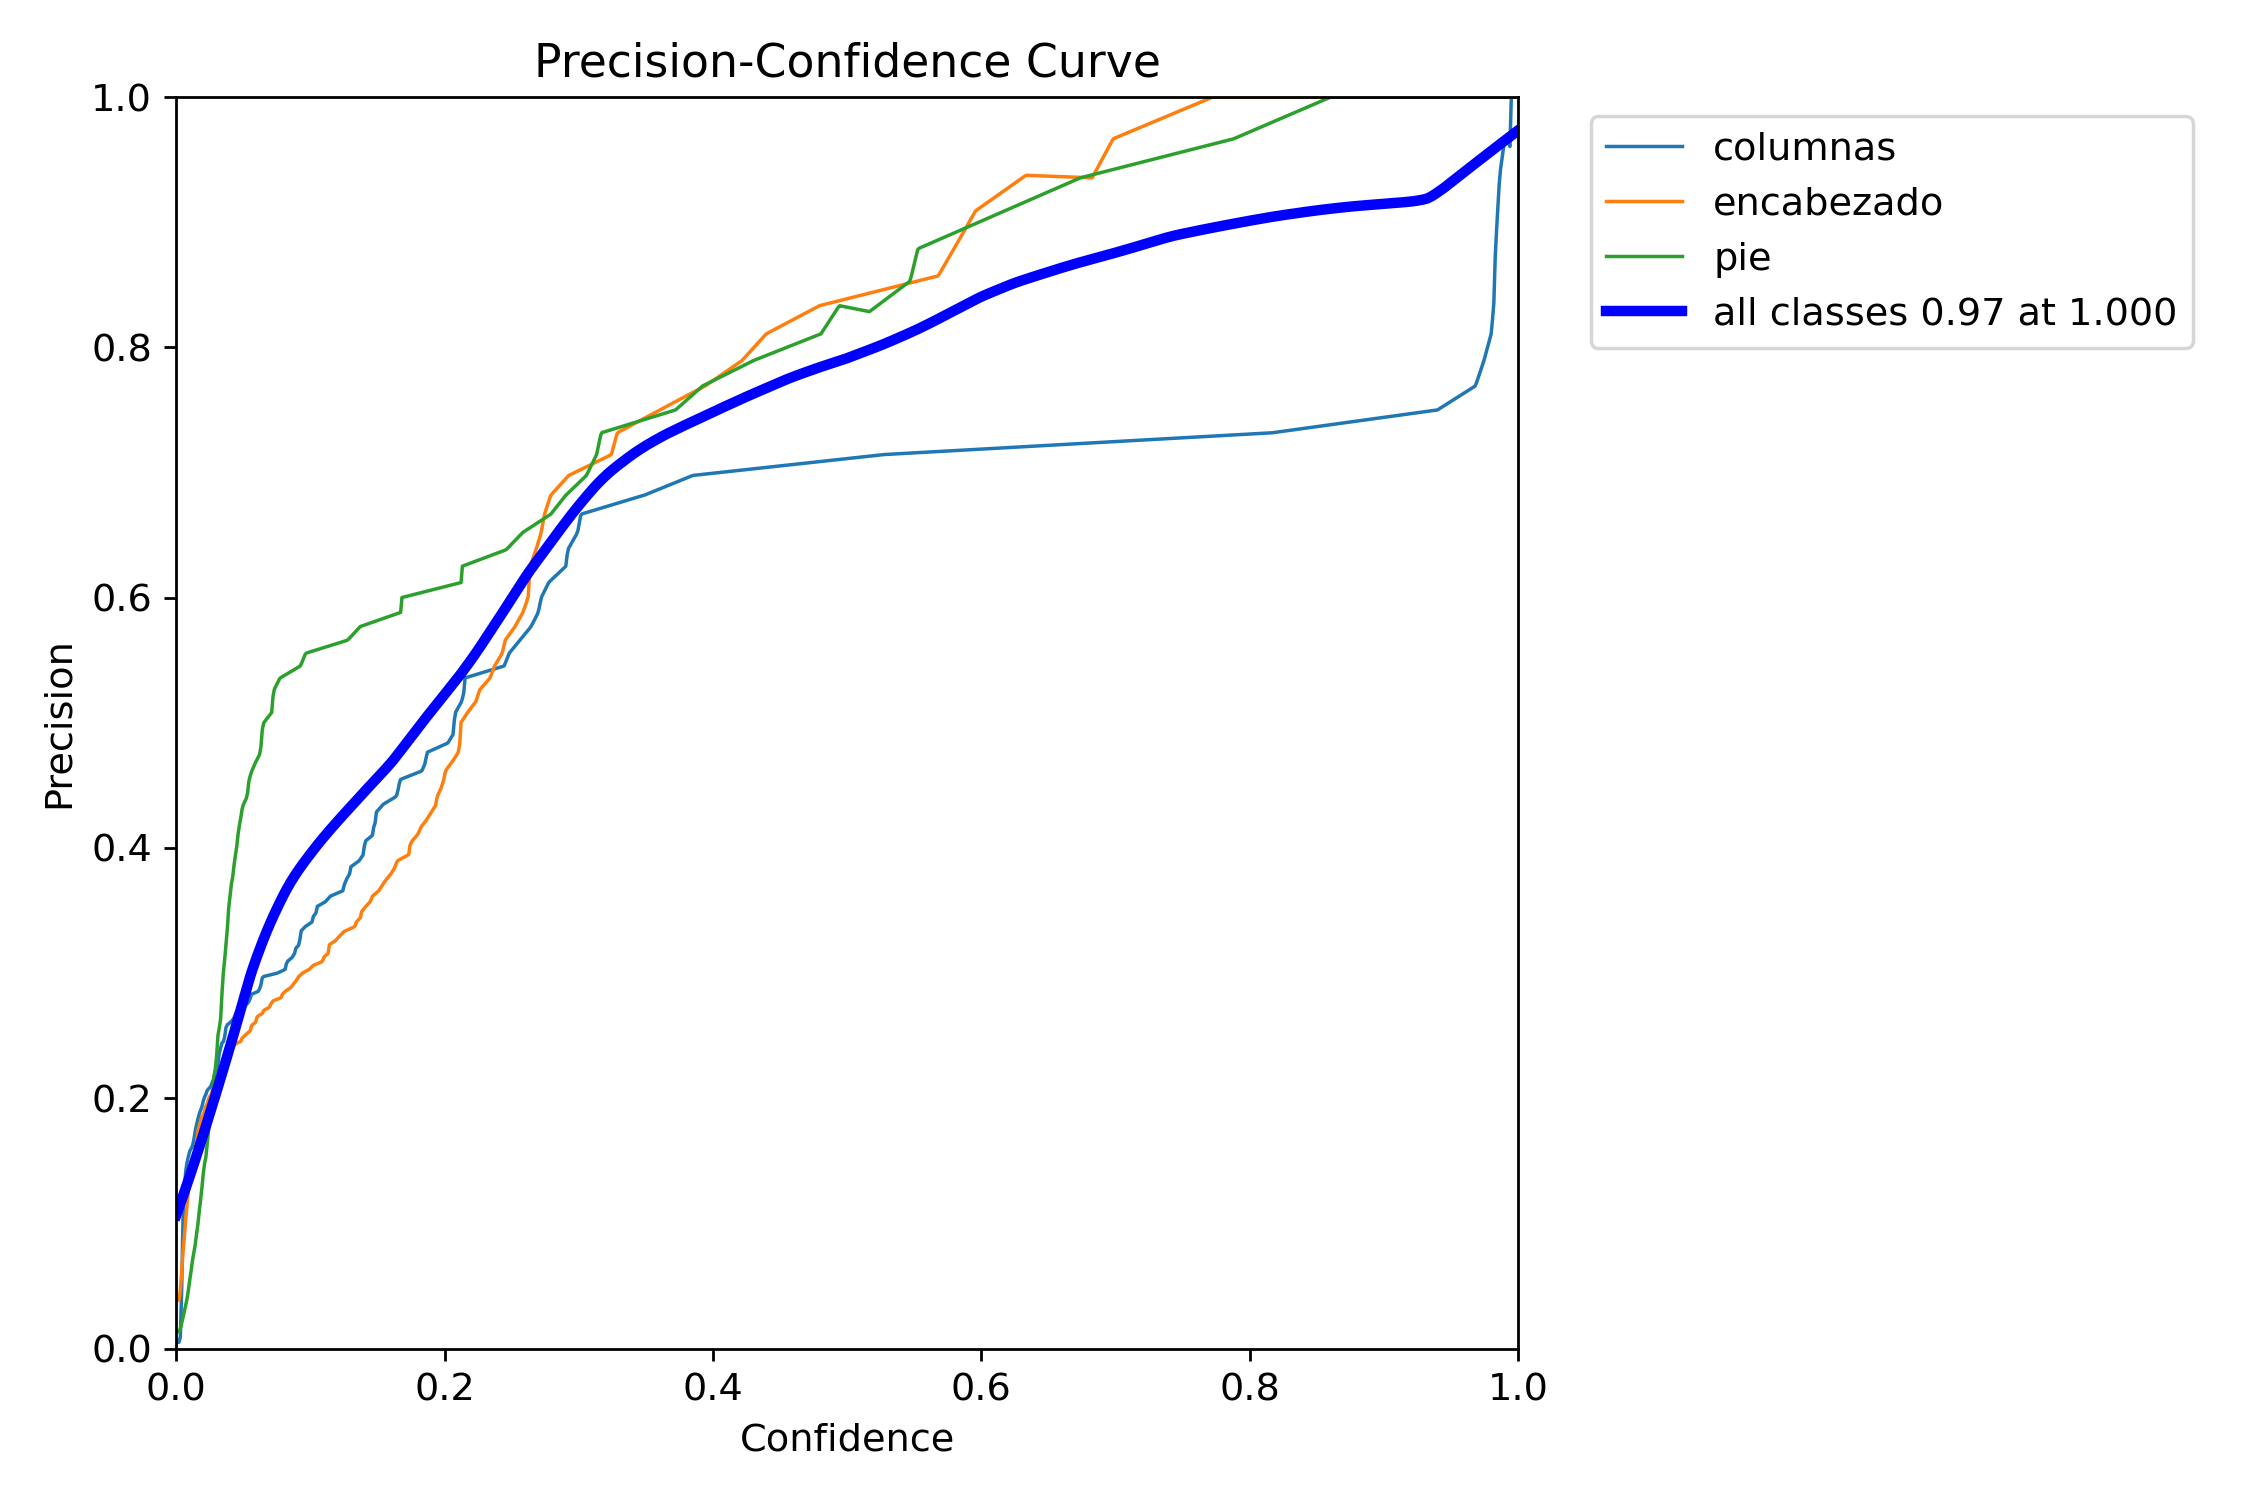 Precision-Confidence Curve
1.0
0.8
0.6
0.4
0.2
0.0
Precision
0.0 0.2 0.4 0.6 0.8 1.0
Confidence
columnas
encabezado
pie
all classes 0.97 at 1.000